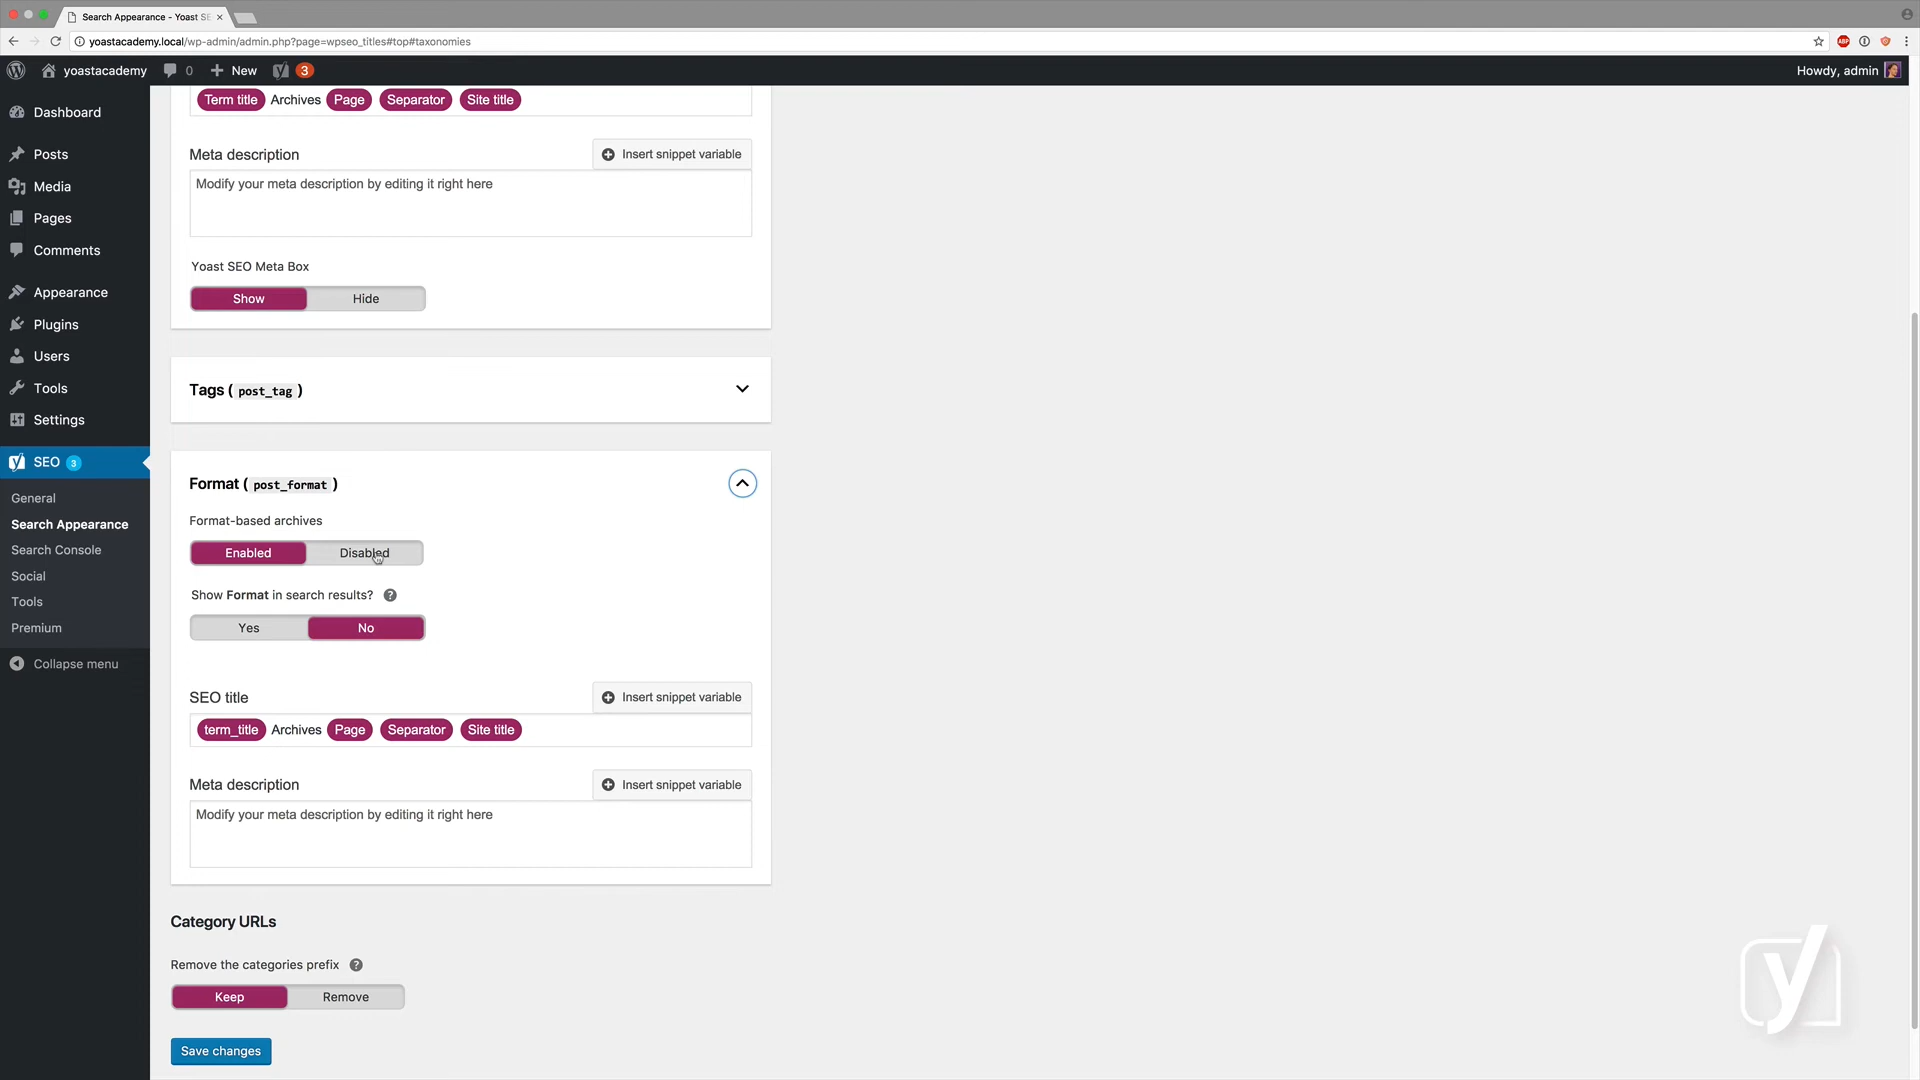 Search Appearance - Yoast SE
yoastacademy.local/wp-admin/admin.php?page=wpseo_titles#top#taxonomies
ABP
yoastacademy 0 New 3
Howdy, admin
Dashboard
Posts
Media
Pages
Comments
Appearance
Plugins
Users
Tools
Settings
SEO 3
General
Search Appearance
Search Console
Social
Tools
Premium
Collapse menu
Term title Archives Page Separator Site title
Meta description
Insert snippet variable
Modify your meta description by editing it right here
Yoast SEO Meta Box
Show Hide
Tags ( post_tag )
Format ( post_format )
Format-based archives
Enabled Disabled
Show Format in search results? ?
Yes No
SEO title
Insert snippet variable
term_title Archives Page Separator Site title
Meta description
Insert snippet variable
Modify your meta description by editing it right here
Category URLs
Remove the categories prefix ?
Keep Remove
Save changes
y